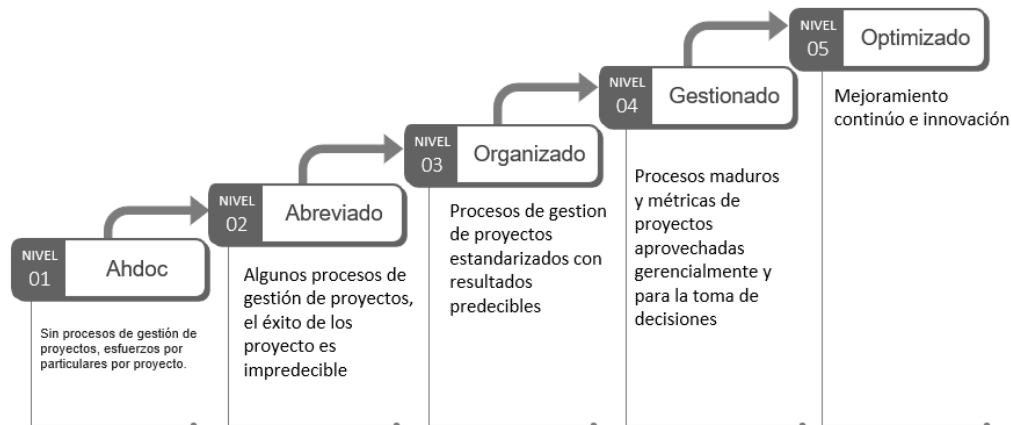 NIVEL
01
Ahdoc
Sin procesos de gestión de
proyectos, esfuerzos por
particulares por proyecto.
NIVEL
02
Abreviado
Algunos procesos de
gestión de proyectos,
el éxito de los
proyecto es
impredecible
NIVEL
03
Organizado
Procesos de gestion
de proyectos
estandarizados con
resultados
predecibles
NIVEL
04
Gestionado
Procesos maduros
y métricas de
proyectos
aprovechadas
gerencialmente y
para la toma de
decisiones
NIVEL
05
Optimizado
Mejoramiento
continúo e innovación